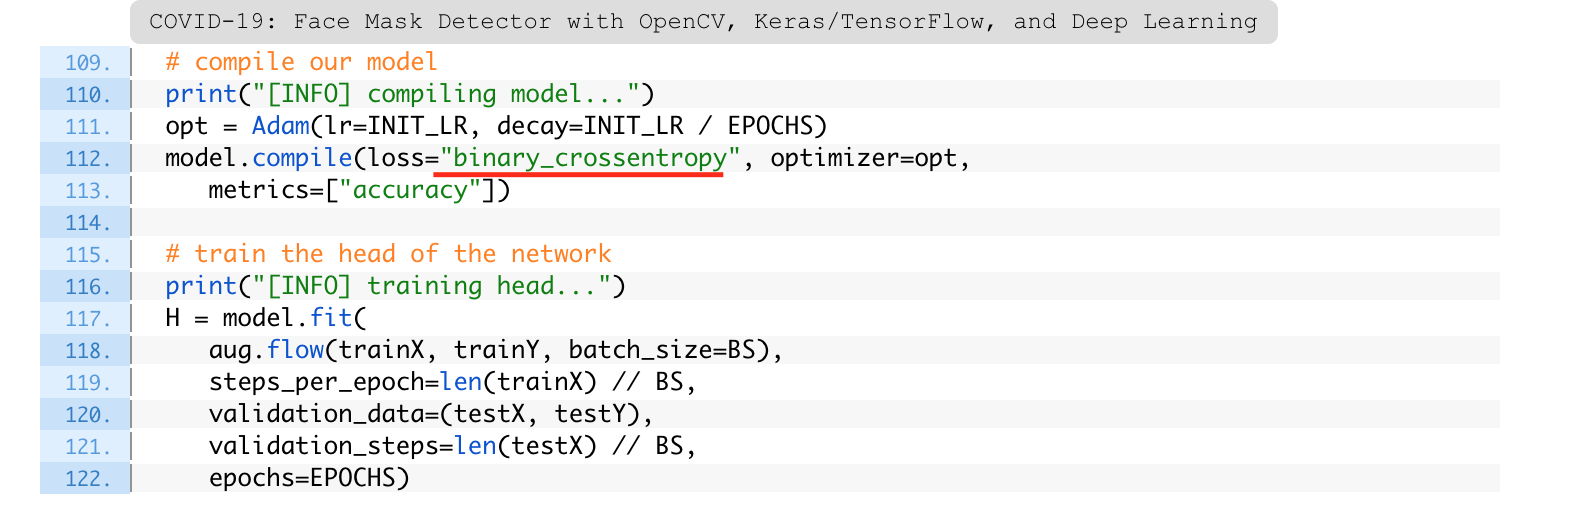 COVID-19: Face Mask Detector with OpenCV, Keras/TensorFlow, and Deep Learning
109. # compile our model
110. print("[INFO] compiling model...")
111. opt = Adam(lr=INIT_LR, decay=INIT_LR / EPOCHS)
112. model.compile(loss="binary_crossentropy", optimizer=opt,
113.    metrics=["accuracy"])
114.
115. # train the head of the network
116. print("[INFO] training head...")
117. H = model.fit(
118.    aug.flow(trainX, trainY, batch_size=BS),
119.    steps_per_epoch=len(trainX) // BS,
120.    validation_data=(testX, testY),
121.    validation_steps=len(testX) // BS,
122.    epochs=EPOCHS)